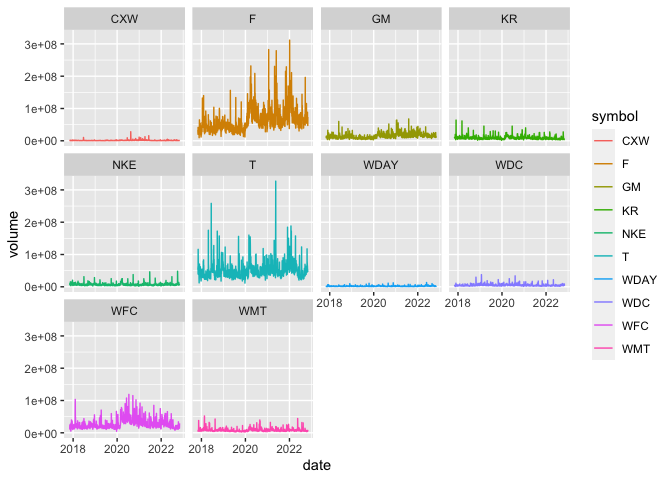 CXW F GM KR
3e+08
2e+08
1e+08
0e+00
NKE T WDAY WDC
3e+08
2e+08
1e+08
0e+00
2018 2020 2022 2018 2020 2022
WFC WMT
3e+08
2e+08
1e+08
0e+00
2018 2020 2022 2018 2020 2022
date
volume
symbol
CXW
F
GM
KR
NKE
T
WDAY
WDC
WFC
WMT